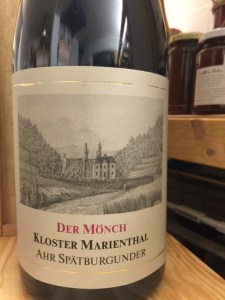 DER MÖNCH
KLOSTER MARIENTHAL
AHR SPÄTBURGUNDER